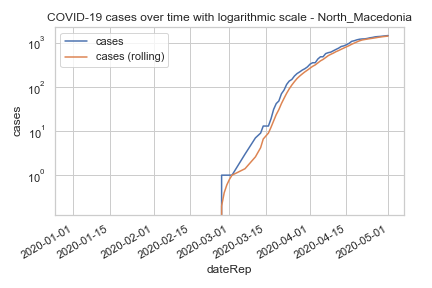 COVID-19 cases over time with logarithmic scale - North_Macedonia
cases
cases (rolling)
10³
10²
10¹
10⁰
cases
2020-01-01
2020-01-15
2020-02-01
2020-02-15
2020-03-01
2020-03-15
2020-04-01
2020-04-15
2020-05-01
dateRep